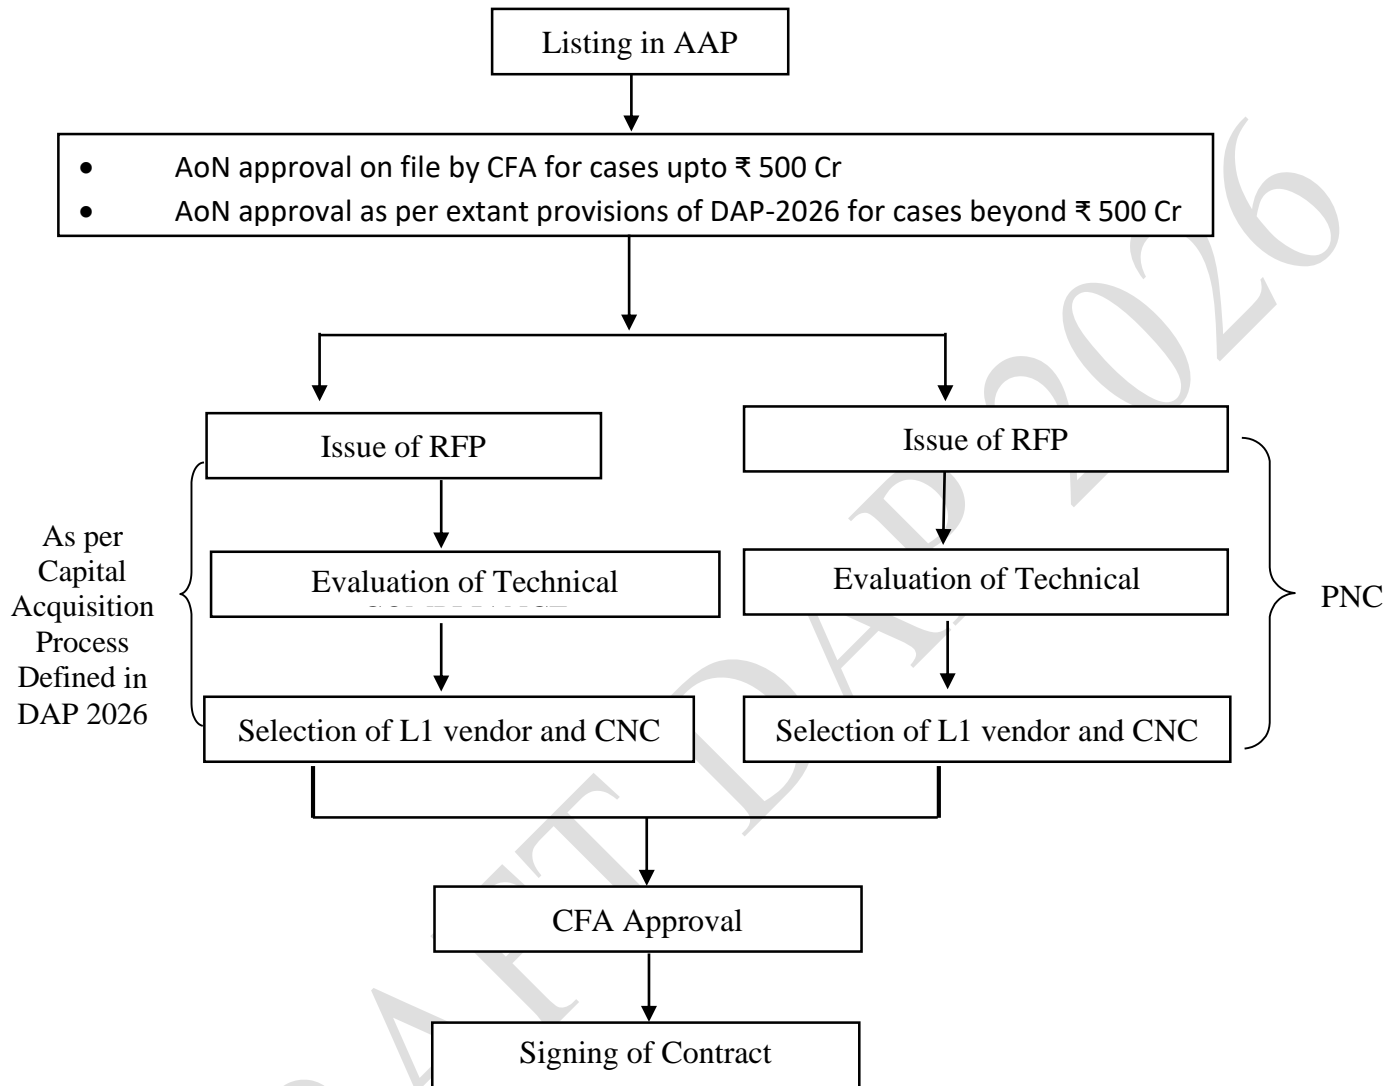 Listing in AAP
• AoN approval on file by CFA for cases upto ₹ 500 Cr
• AoN approval as per extant provisions of DAP-2026 for cases beyond ₹ 500 Cr
Issue of RFP
Issue of RFP
As per
Capital
Acquisition
Process
Defined in
DAP 2026
Evaluation of Technical
Evaluation of Technical
PNC
Selection of L1 vendor and CNC
Selection of L1 vendor and CNC
CFA Approval
Signing of Contract
DRAFT DAP 2026